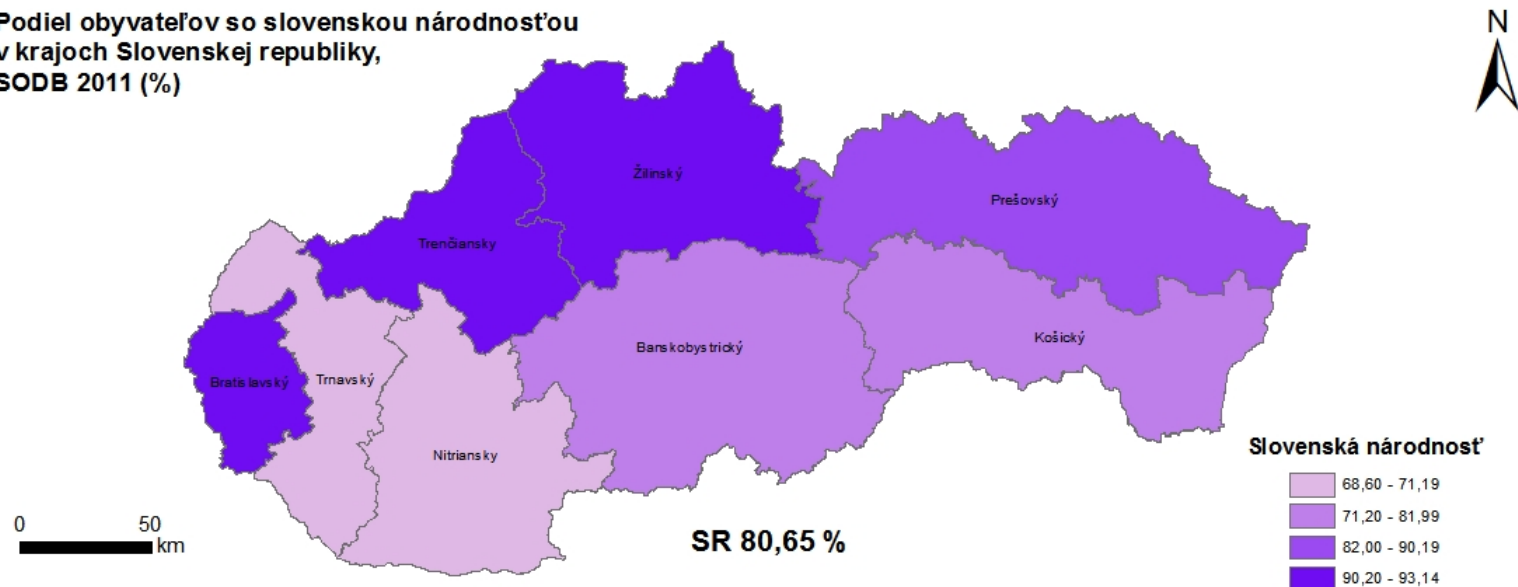 Podiel obyvateľov so slovenskou národnosťou
v krajoch Slovenskej republiky,
SODB 2011 (%)
N
Žilinský
Prešovský
Trenčiansky
Košický
Banskobystrický
Bratislavský
Trnavský
Nitriansky
Slovenská národnosť
68,60 - 71,19
71,20 - 81,99
82,00 - 90,19
90,20 - 93,14
0 50
km
SR 80,65 %